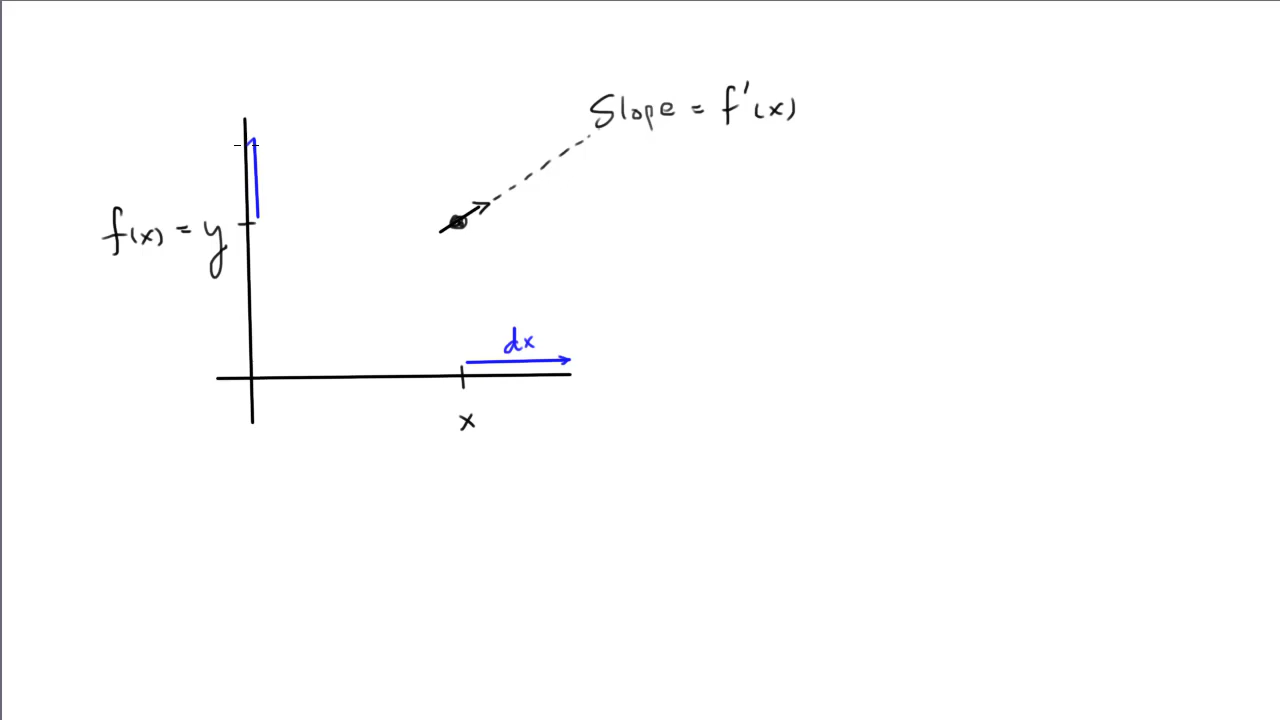 Slope = f'(x)
f(x) = y
dx
x